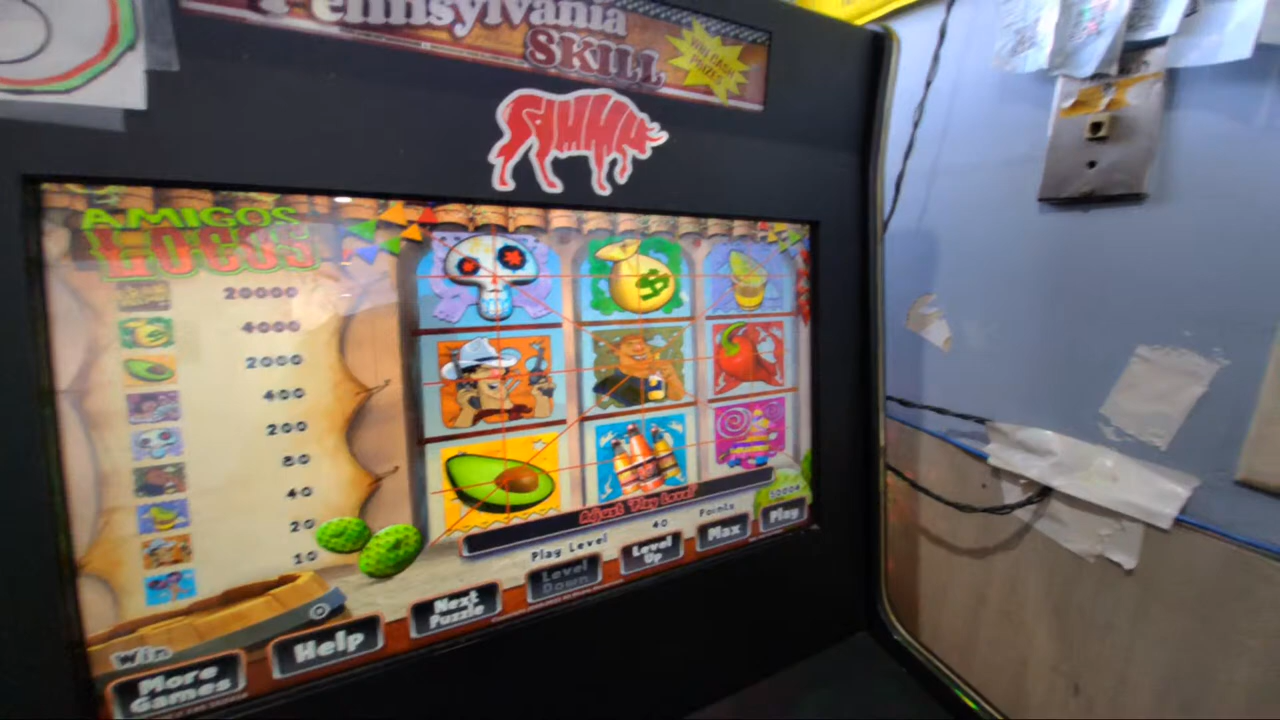 Pennsylvania
SKILL
WIN CASH
PRIZES
AMIGOS
LOCOS
20000
4000
2000
400
200
80
40
20
10
Adjust "Play Level"
Play Level
40
Points
Win
More
Games
Help
Next
Puzzle
Level
Down
Level
Up
Max
Play